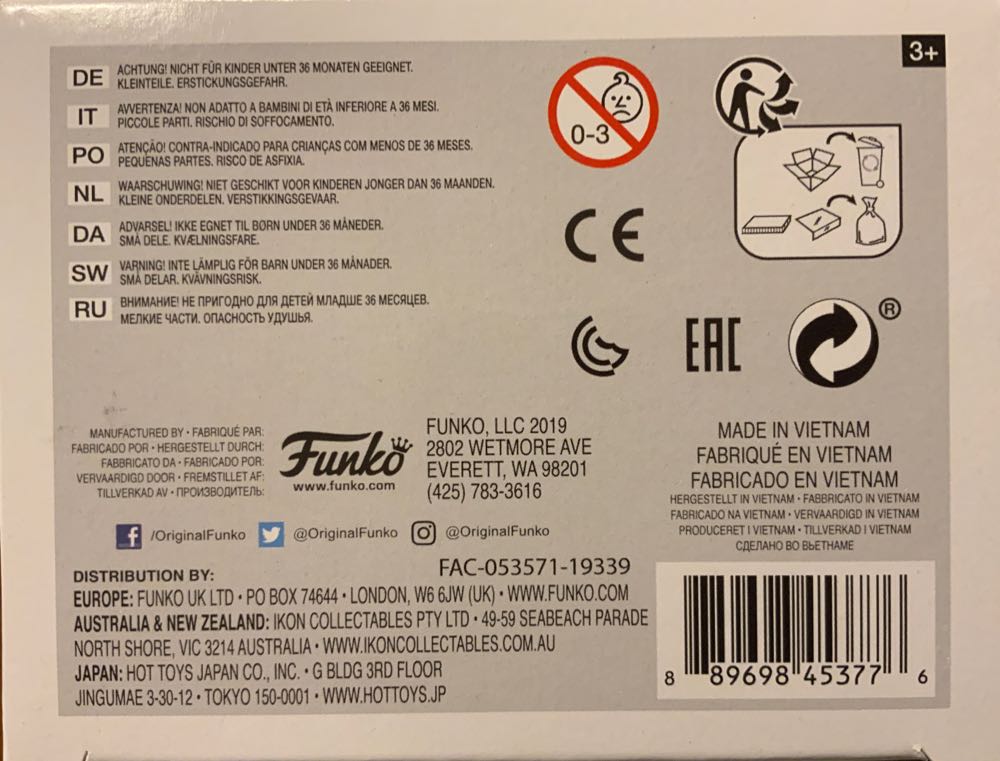 3+
DE ACHTUNG! NICHT FÜR KINDER UNTER 36 MONATEN GEEIGNET.
KLEINTEILE. ERSTICKUNGSGEFAHR.
IT AVVERTENZA! NON ADATTO A BAMBINI DI ETÀ INFERIORE A 36 MESI.
PICCOLE PARTI. RISCHIO DI SOFFOCAMENTO.
PO ATENÇÃO! CONTRA-INDICADO PARA CRIANÇAS COM MENOS DE 36 MESES.
PEQUENAS PARTES. RISCO DE ASFIXIA.
NL WAARSCHUWING! NIET GESCHIKT VOOR KINDEREN JONGER DAN 36 MAANDEN.
KLEINE ONDERDELEN. VERSTIKKINGSGEVAAR.
DA ADVARSEL! IKKE EGNET TIL BØRN UNDER 36 MÅNEDER.
SMÅ DELE. KVÆLNINGSFARE.
SW VARNING! INTE LÄMPLIG FÖR BARN UNDER 36 MÅNADER.
SMÅ DELAR. KVÄVNINGSRISK.
RU ВНИМАНИЕ! НЕ ПРИГОДНО ДЛЯ ДЕТЕЙ МЛАДШЕ 36 МЕСЯЦЕВ.
МЕЛКИЕ ЧАСТИ. ОПАСНОСТЬ УДУШЬЯ.
0-3
CE
EAC
®
MANUFACTURED BY • FABRIQUÉ PAR:
FABRICADO POR • HERGESTELLT DURCH:
FABBRICATO DA • FABRICADO POR:
VERVAARDIGD DOOR • FREMSTILLET AF:
TILLVERKAD AV • ПРОИЗВОДИТЕЛЬ:
Funko
www.funko.com
FUNKO, LLC 2019
2802 WETMORE AVE
EVERETT, WA 98201
(425) 783-3616
MADE IN VIETNAM
FABRIQUÉ EN VIETNAM
FABRICADO EN VIETNAM
HERGESTELLT IN VIETNAM • FABBRICATO IN VIETNAM
FABRICADO NA VIETNAM • VERVAARDIGD IN VIETNAM
PRODUCERET I VIETNAM • TILLVERKAD I VIETNAM
СДЕЛАНО ВО ВЬЕТНАМЕ
f /OriginalFunko @OriginalFunko @OriginalFunko
FAC-053571-19339
DISTRIBUTION BY:
EUROPE: FUNKO UK LTD • PO BOX 74644 • LONDON, W6 6JW (UK) • WWW.FUNKO.COM
AUSTRALIA & NEW ZEALAND: IKON COLLECTABLES PTY LTD • 49-59 SEABEACH PARADE
NORTH SHORE, VIC 3214 AUSTRALIA • WWW.IKONCOLLECTABLES.COM.AU
JAPAN: HOT TOYS JAPAN CO., INC. • G BLDG 3RD FLOOR
JINGUMAE 3-30-12 • TOKYO 150-0001 • WWW.HOTTOYS.JP
8 89698 45377 6